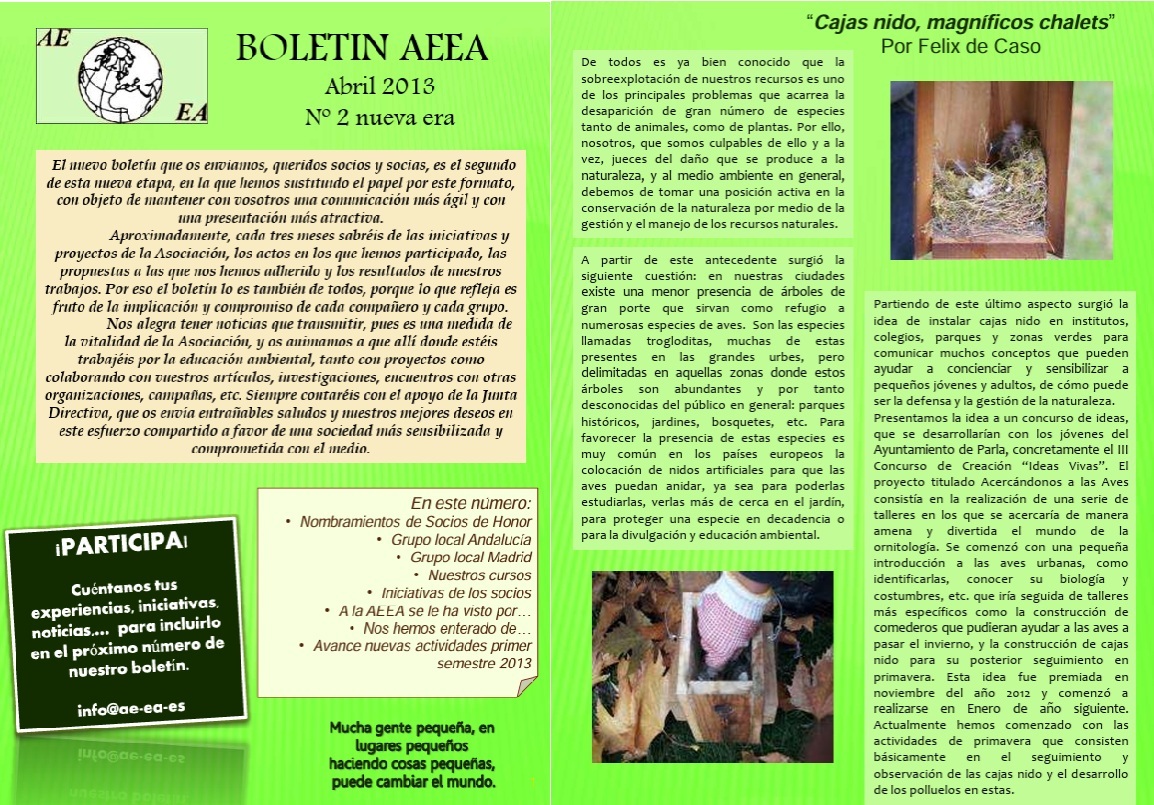 AE
EA
BOLETIN AEEA
Abril 2013
Nº 2 nueva era
El nuevo boletín que os enviamos, queridos socios y socias, es el segundo
de esta nueva etapa, en la que hemos sustituido el papel por este formato,
con objeto de mantener con vosotros una comunicación más ágil y con
una presentación más atractiva.
Aproximadamente, cada tres meses sabréis de las iniciativas y
proyectos de la Asociación, los actos en los que hemos participado, las
propuestas a las que nos hemos adherido y los resultados de nuestros
trabajos. Por eso el boletín lo es también de todos, porque lo que refleja es
fruto de la implicación y compromiso de cada compañero y cada grupo.
Nos alegra tener noticias que transmitir, pues es una medida de
la vitalidad de la Asociación, y os animamos a que allí donde estéis
trabajéis por la educación ambiental, tanto con proyectos como
colaborando con vuestros artículos, investigaciones, encuentros con otras
organizaciones, campañas, etc. Siempre contaréis con el apoyo de la Junta
Directiva, que os envía entrañables saludos y nuestros mejores deseos en
este esfuerzo compartido a favor de una sociedad más sensibilizada y
comprometida con el medio.
¡PARTICIPA!
Cuéntanos tus
experiencias, iniciativas,
noticias.... para incluirlo
en el próximo número de
nuestro boletín.
info@ae-ea-es
En este número:
• Nombramientos de Socios de Honor
• Grupo local Andalucía
• Grupo local Madrid
• Nuestros cursos
• Iniciativas de los socios
• A la AEEA se le ha visto por…
• Nos hemos enterado de…
• Avance nuevas actividades primer
semestre 2013
Mucha gente pequeña, en
lugares pequeños
haciendo cosas pequeñas,
puede cambiar el mundo.
“Cajas nido, magníficos chalets”
Por Felix de Caso
De todos es ya bien conocido que la
sobreexplotación de nuestros recursos es uno
de los principales problemas que acarrea la
desaparición de gran número de especies
tanto de animales, como de plantas. Por ello,
nosotros, que somos culpables de ello y a la
vez, jueces del daño que se produce a la
naturaleza, y al medio ambiente en general,
debemos de tomar una posición activa en la
conservación de la naturaleza por medio de la
gestión y el manejo de los recursos naturales.
A partir de este antecedente surgió la
siguiente cuestión: en nuestras ciudades
existe una menor presencia de árboles de
gran porte que sirvan como refugio a
numerosas especies de aves. Son las especies
llamadas trogloditas, muchas de estas
presentes en las grandes urbes, pero
delimitadas en aquellas zonas donde estos
árboles son abundantes y por tanto
desconocidas del público en general: parques
históricos, jardines, bosquetes, etc. Para
favorecer la presencia de estas especies es
muy común en los países europeos la
colocación de nidos artificiales para que las
aves puedan anidar, ya sea para poderlas
estudiarlas, verlas más de cerca en el jardín,
para proteger una especie en decadencia o
para la divulgación y educación ambiental.
Partiendo de este último aspecto surgió la
idea de instalar cajas nido en institutos,
colegios, parques y zonas verdes para
comunicar muchos conceptos que pueden
ayudar a concienciar y sensibilizar a
pequeños jóvenes y adultos, de cómo puede
ser la defensa y la gestión de la naturaleza.
Presentamos la idea a un concurso de ideas,
que se desarrollarían con los jóvenes del
Ayuntamiento de Parla, concretamente el III
Concurso de Creación “Ideas Vivas”. El
proyecto titulado Acercándonos a las Aves
consistía en la realización de una serie de
talleres en los que se acercaría de manera
amena y divertida el mundo de la
ornitología. Se comenzó con una pequeña
introducción a las aves urbanas, como
identificarlas, conocer su biología y
costumbres, etc. que iría seguida de talleres
más específicos como la construcción de
comederos que pudieran ayudar a las aves a
pasar el invierno, y la construcción de cajas
nido para su posterior seguimiento en
primavera. Esta idea fue premiada en
noviembre del año 2012 y comenzó a
realizarse en Enero de año siguiente.
Actualmente hemos comenzado con las
actividades de primavera que consisten
básicamente en el seguimiento y
observación de las cajas nido y el desarrollo
de los polluelos en estas.